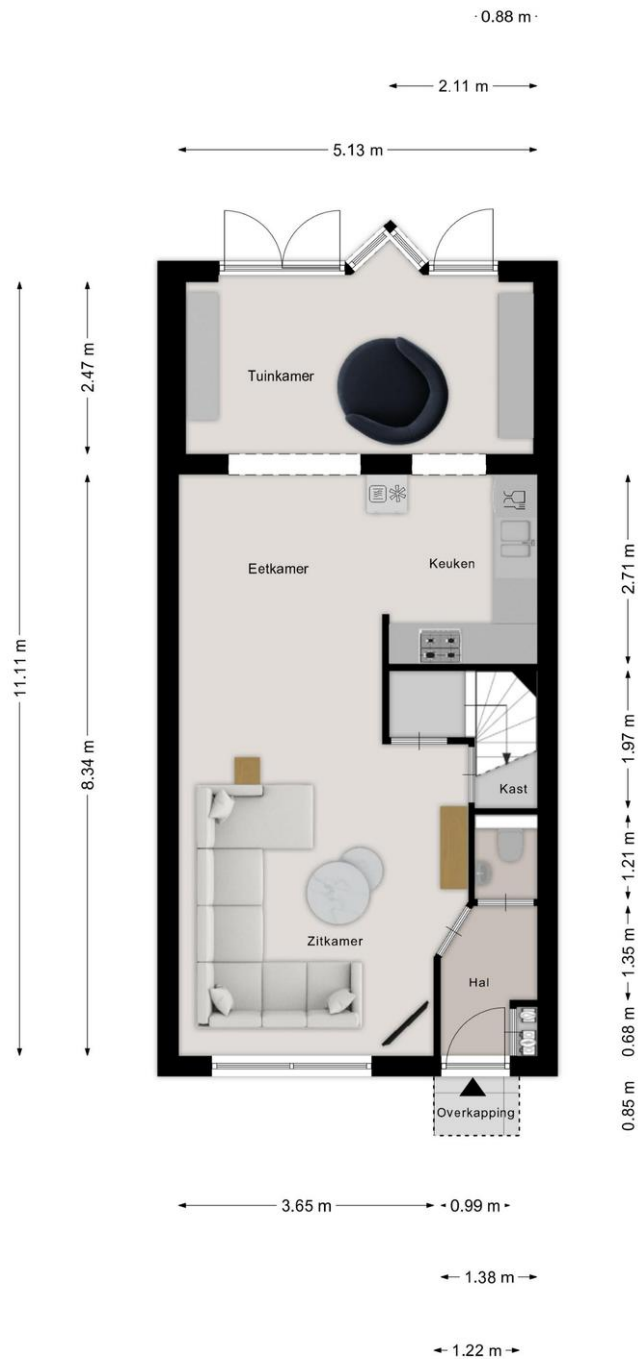 0.88 m
2.11 m
5.13 m
2.47 m
Tuinkamer
Eetkamer
Keuken
2.71 m
11.11 m
8.34 m
1.97 m
Kast
1.21 m
Zitkamer
1.35 m
Hal
0.68 m
Overkapping
0.85 m
3.65 m
0.99 m
1.38 m
1.22 m